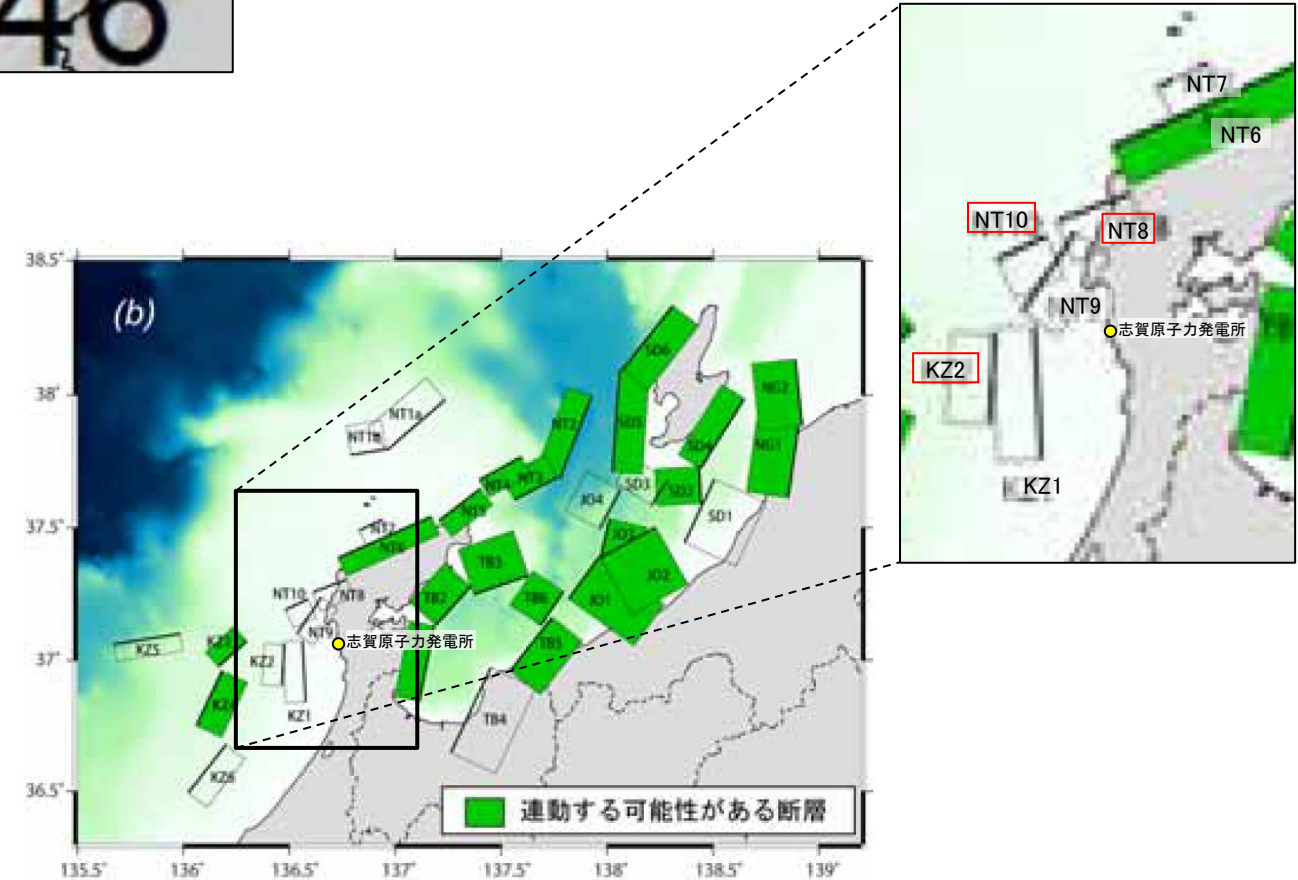 46
NT7
NT6
NT10
NT8
NT9
志賀原子力発電所
KZ2
KZ1
38.5°
(b)
SD6
38°
NT1a
NG2
NT1b
NT2
SD5
SD4
NG1
NT4
NT3
SD3
SD2
JO4
SD1
37.5°
NT7
NT5
NT6
JO3
TB3
JO2
NT10
NT8
TB2
TB6
JO1
NT9
志賀原子力発電所
KZ3
KZ5
KZ2
TB5
37°
KZ4
KZ1
TB4
KZ6
36.5°
連動する可能性がある断層
135.5°
136°
136.5°
137°
137.5°
138°
138.5°
139°